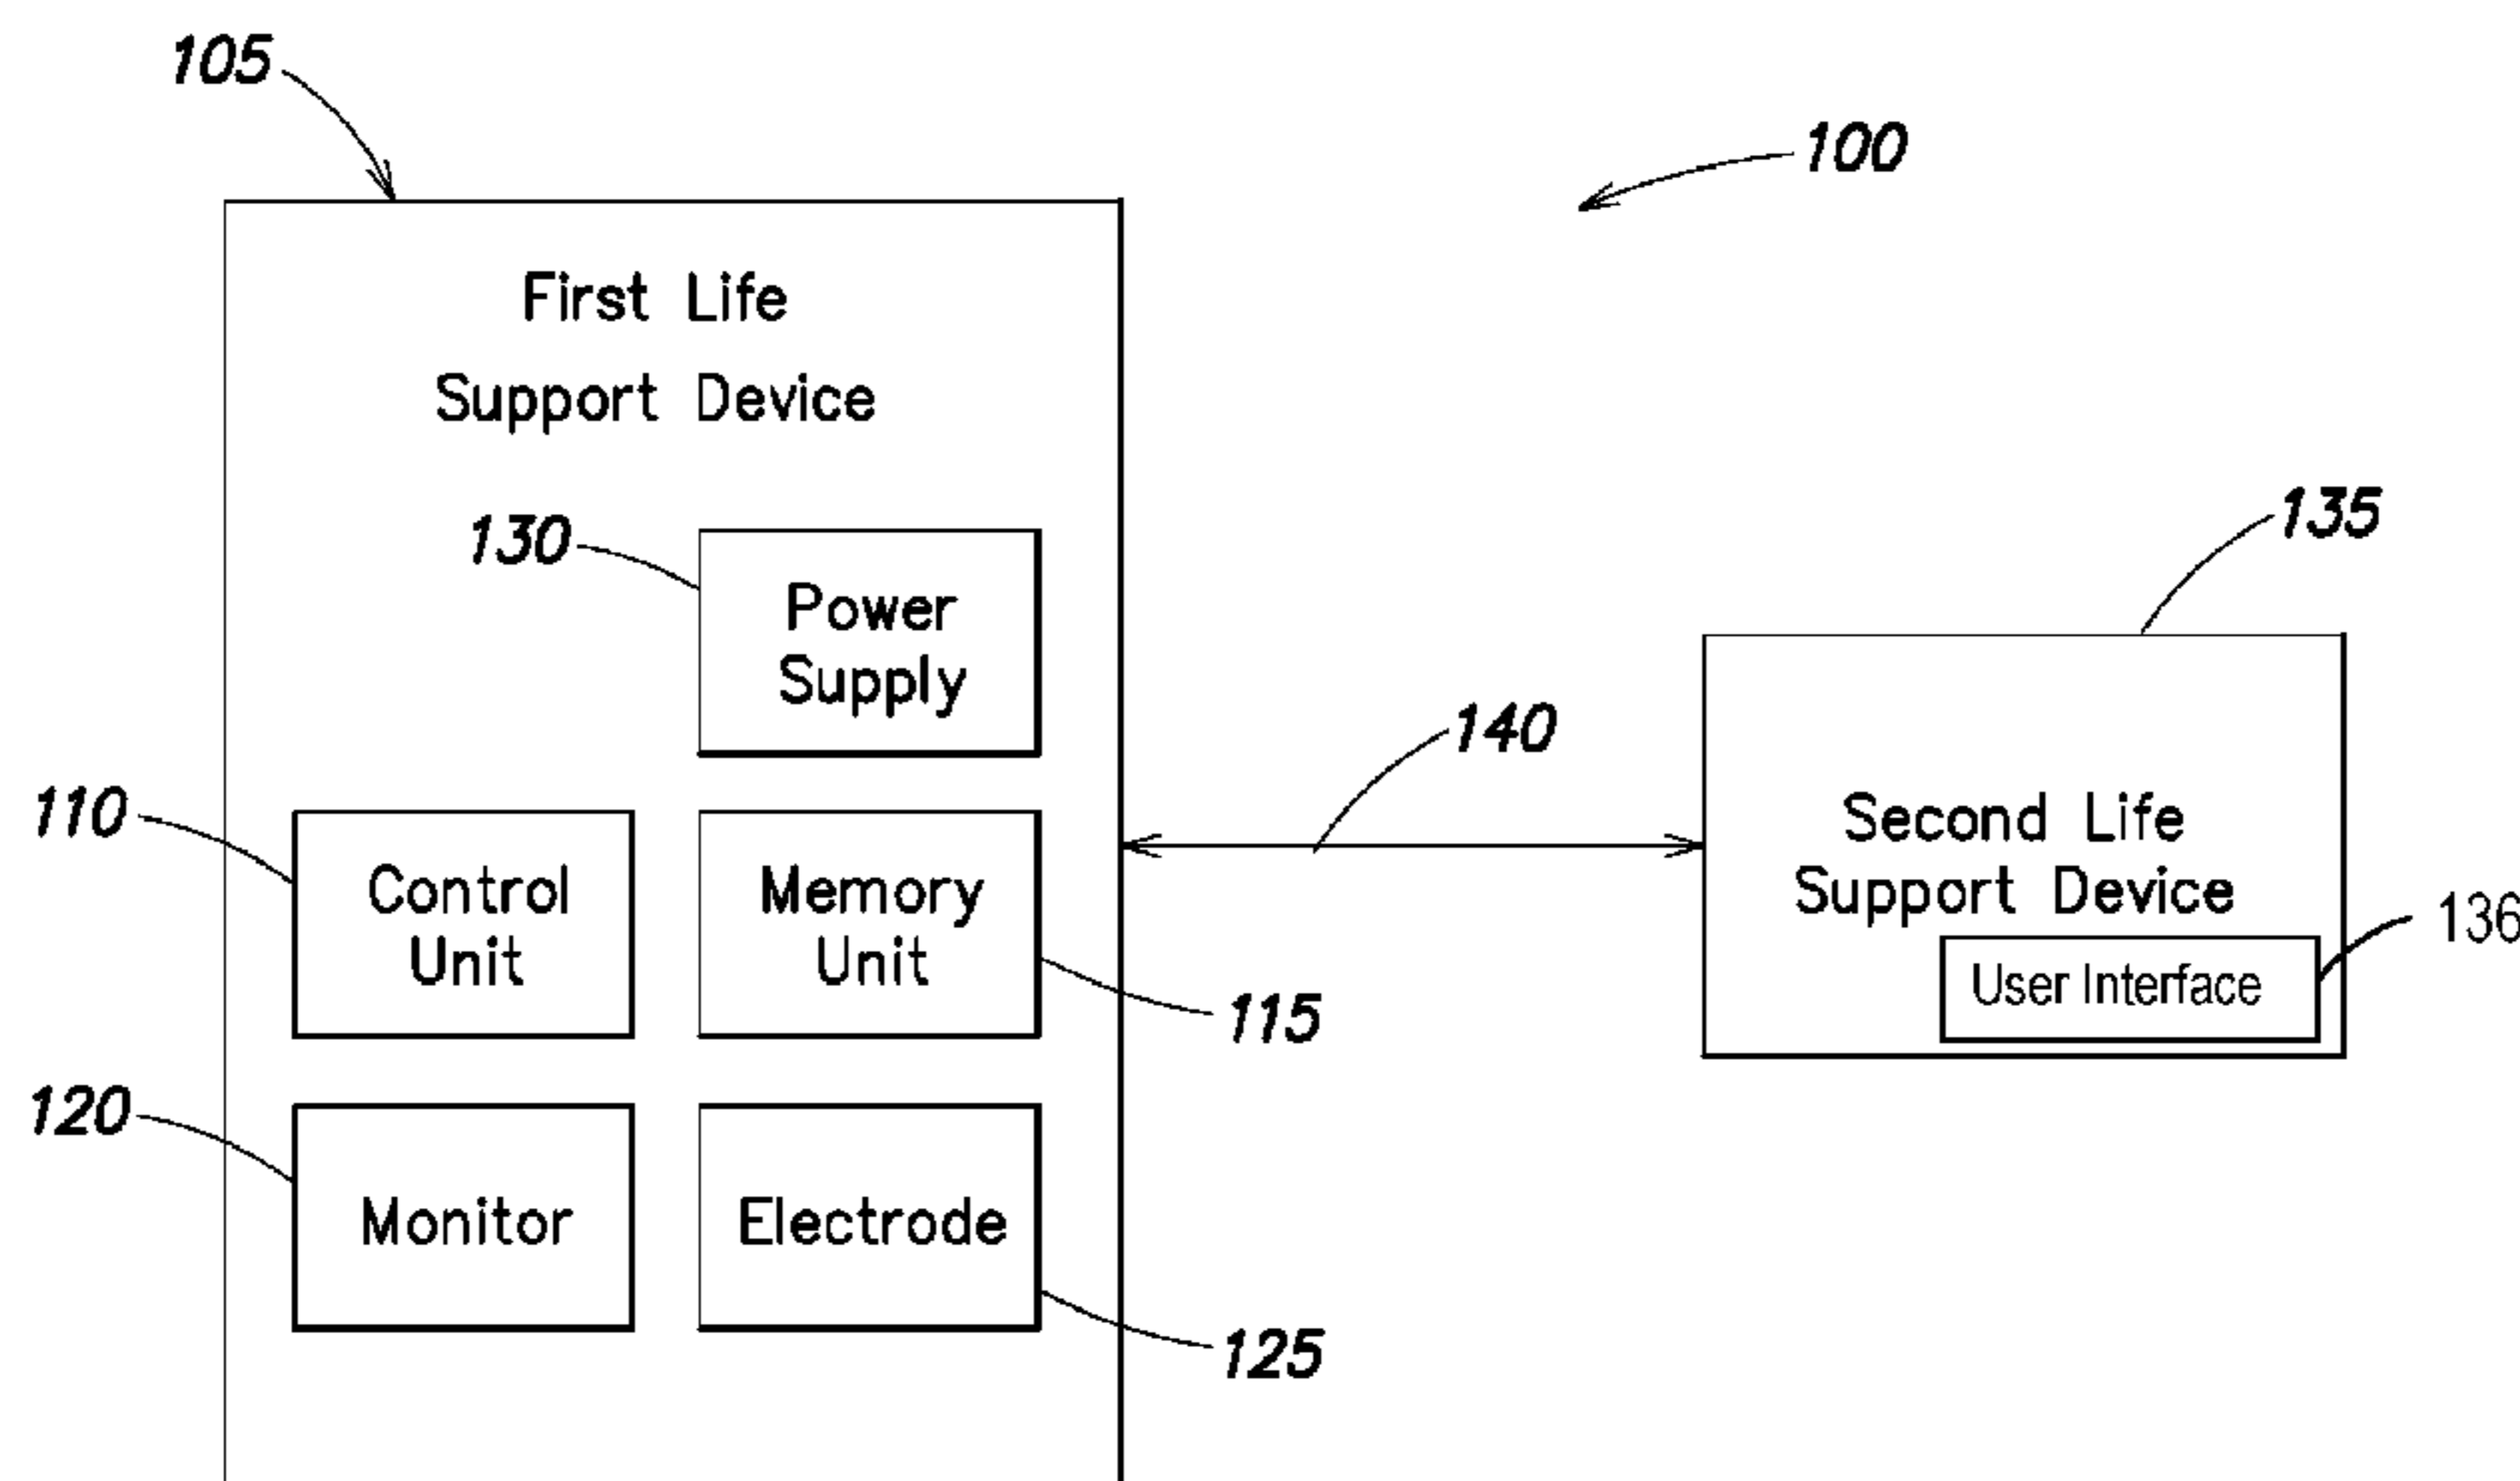 105
100
First Life
Support Device
130
Power
Supply
135
140
110
Control
Unit
Memory
Unit
115
Second Life
Support Device
136
User Interface
120
Monitor
Electrode
125